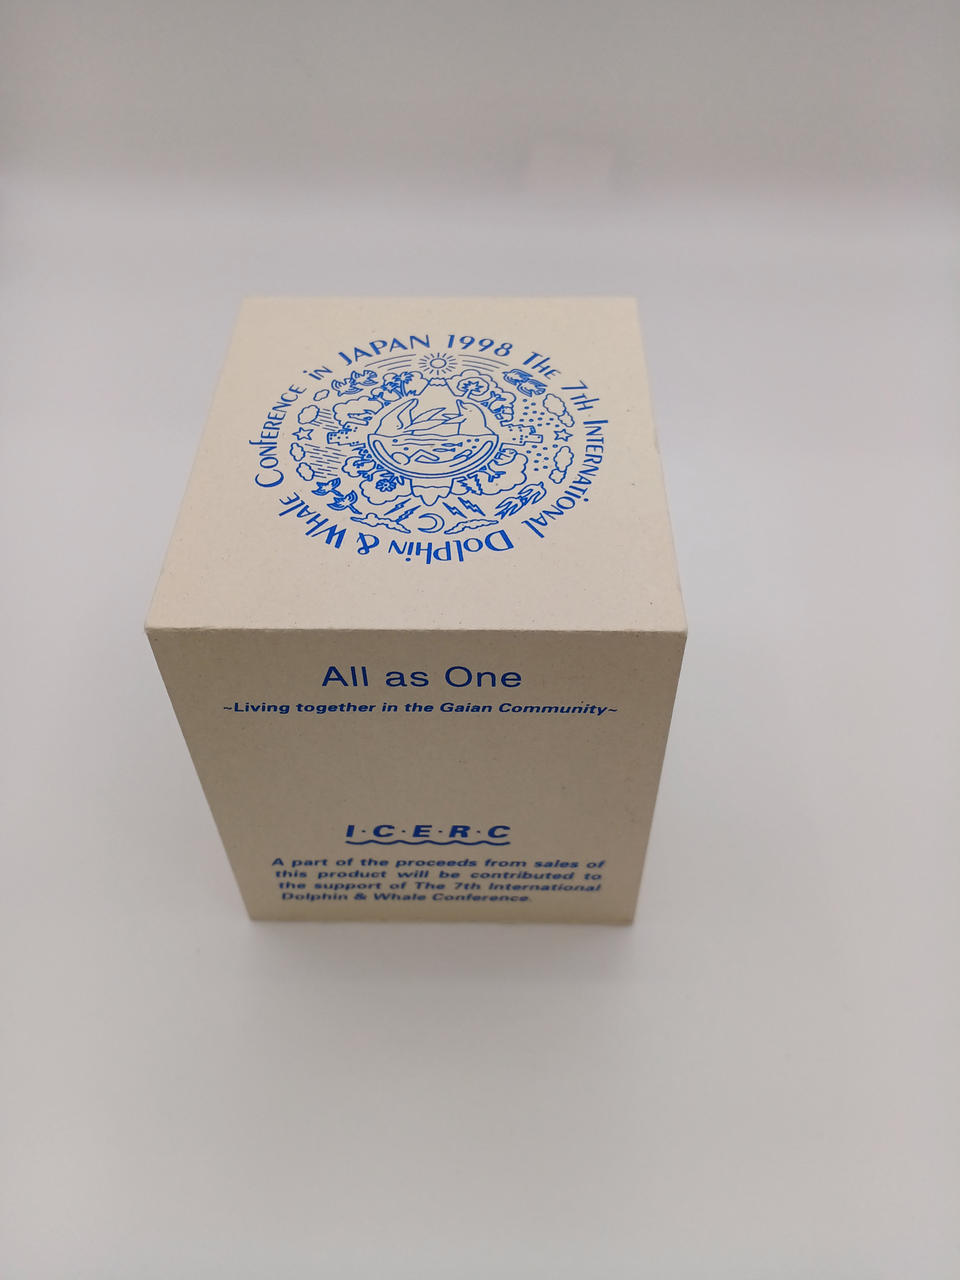 The 7th International Dolphin & Whale Conference in JAPAN 1998
All as One
~Living together in the Gaian Community~
I·C·E·R·C
A part of the proceeds from sales of
this product will be contributed to
the support of The 7th International
Dolphin & Whale Conference.